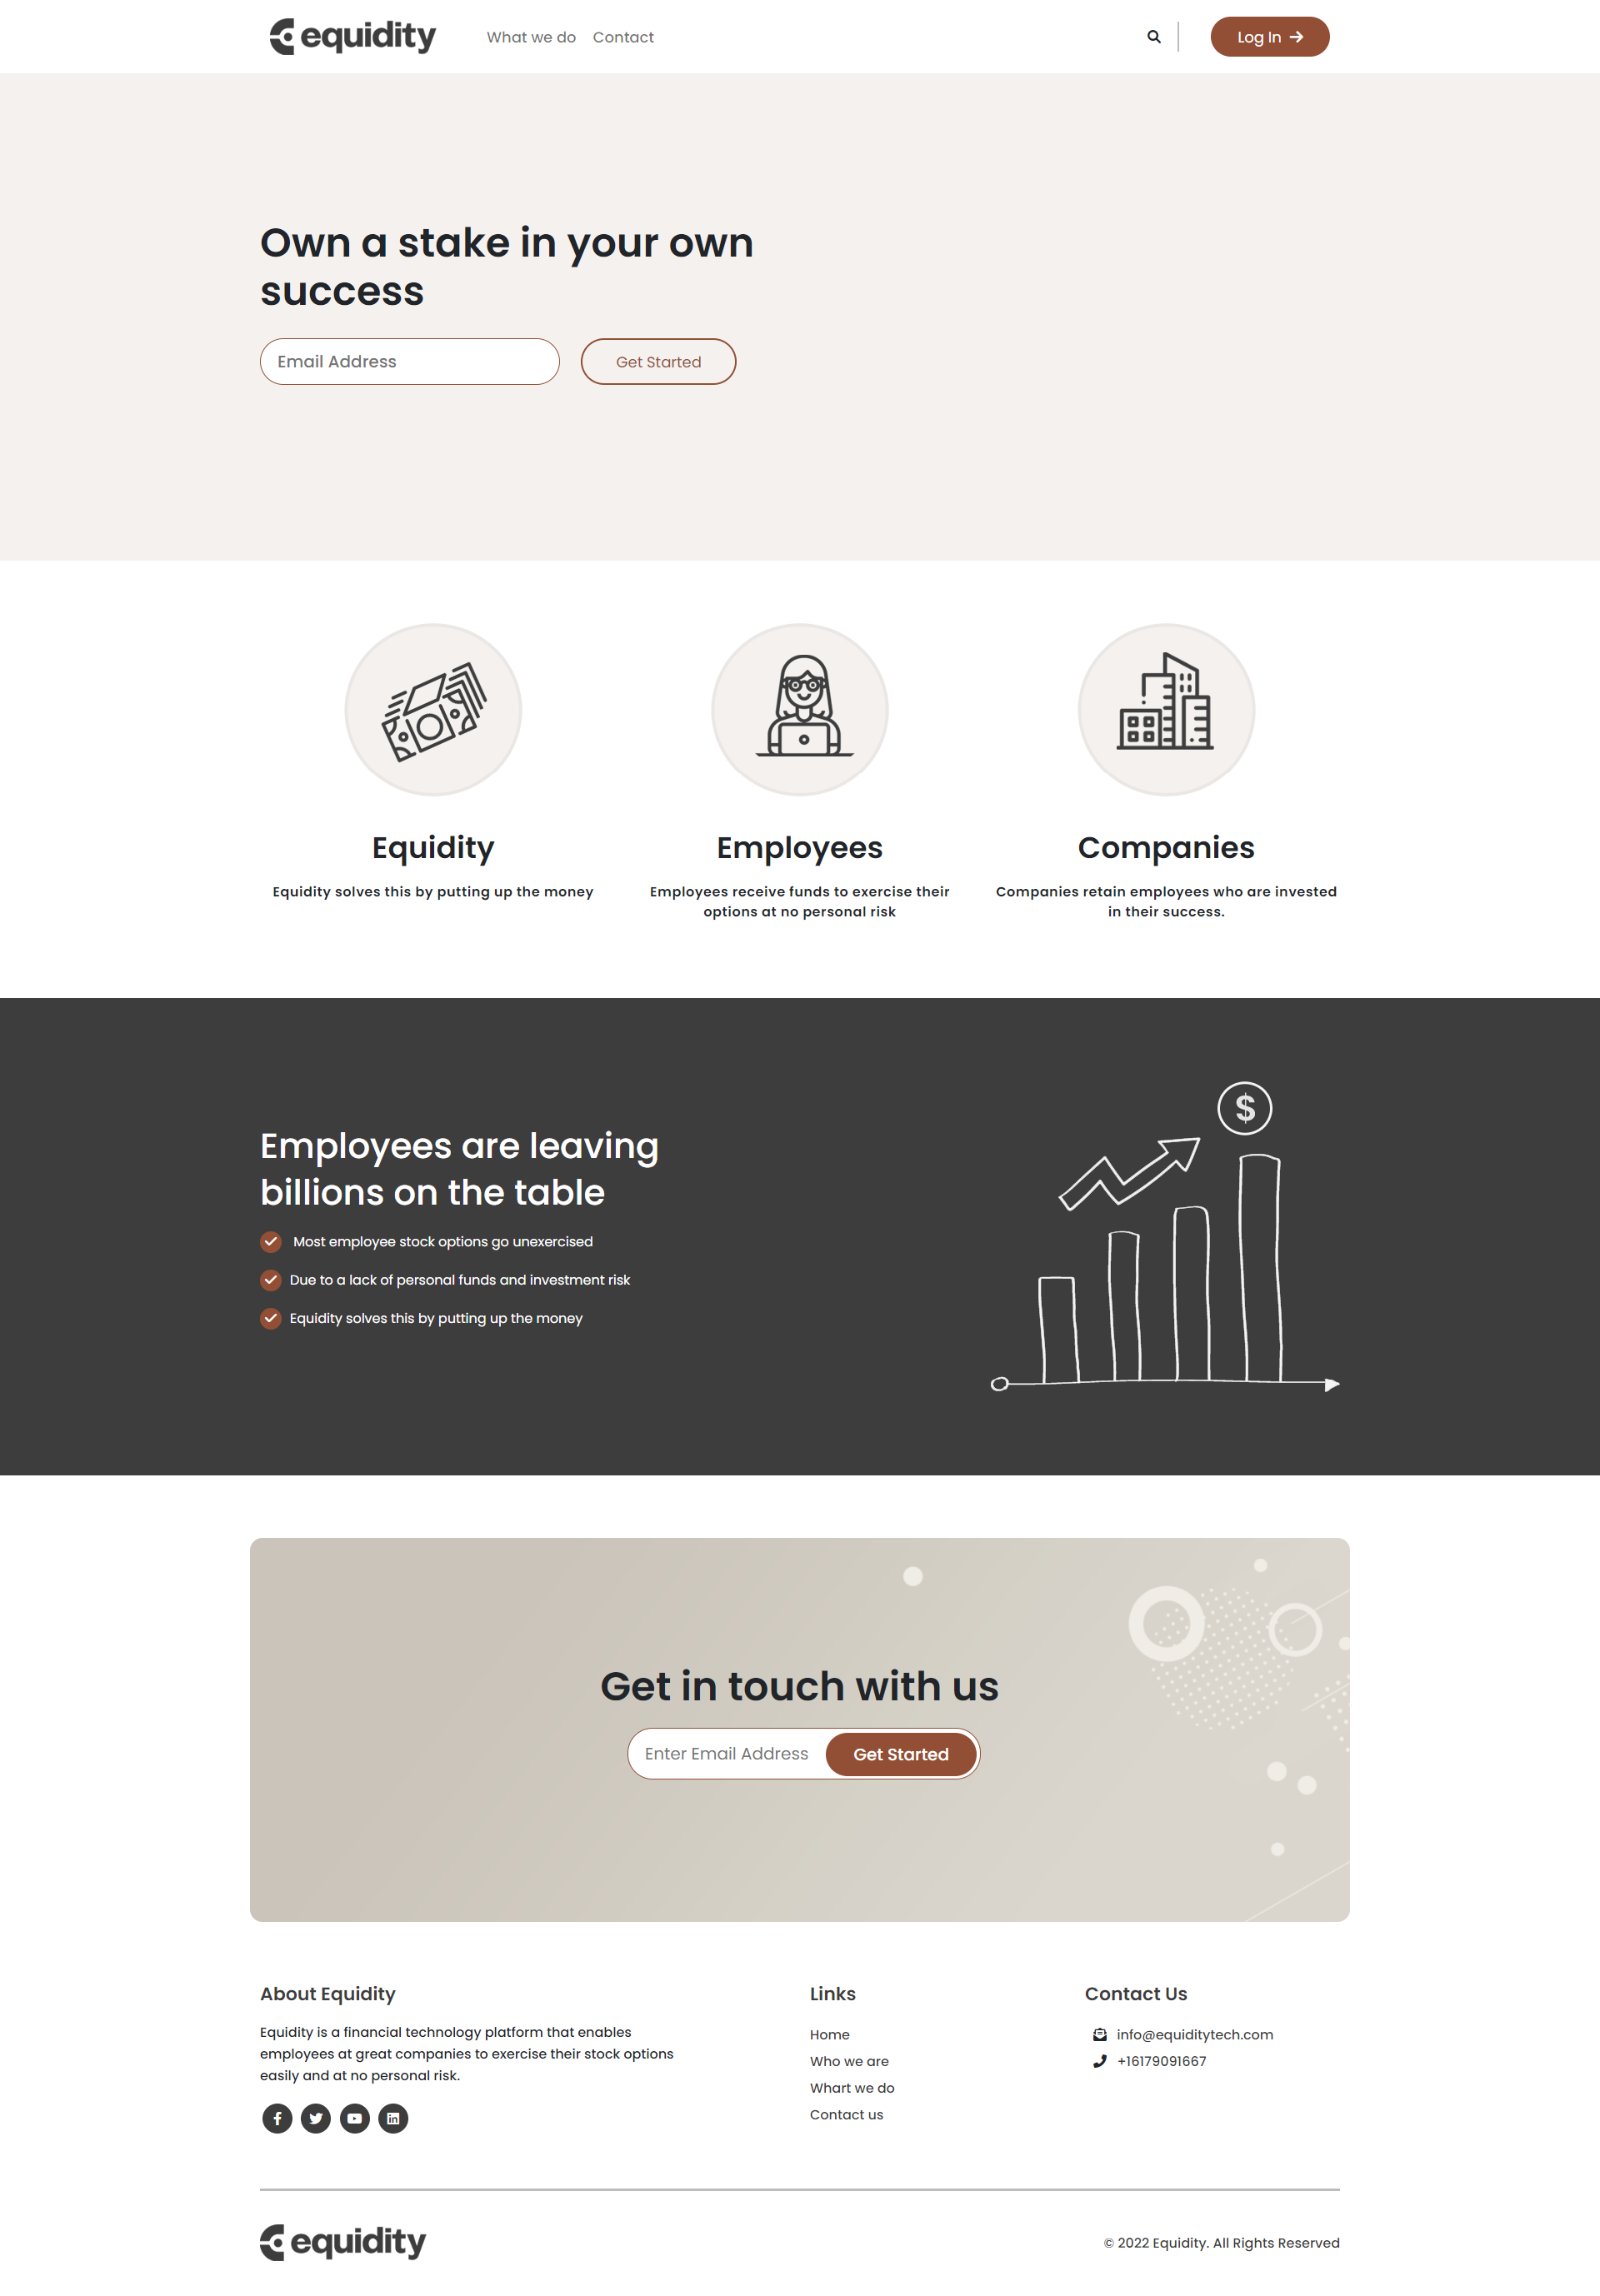 equidity
What we do Contact
Log In
Own a stake in your own
success
Email Address
Get Started
Equidity
Equidity solves this by putting up the money
Employees
Employees receive funds to exercise their
options at no personal risk
Companies
Companies retain employees who are invested
in their success.
$
Employees are leaving
billions on the table
Most employee stock options go unexercised
Due to a lack of personal funds and investment risk
Equidity solves this by putting up the money
Get in touch with us
Enter Email Address
Get Started
About Equidity
Equidity is a financial technology platform that enables
employees at great companies to exercise their stock options
easily and at no personal risk.
Links
Home
Who we are
Whart we do
Contact us
Contact Us
info@equiditytech.com
+16179091667
equidity
© 2022 Equidity. All Rights Reserved